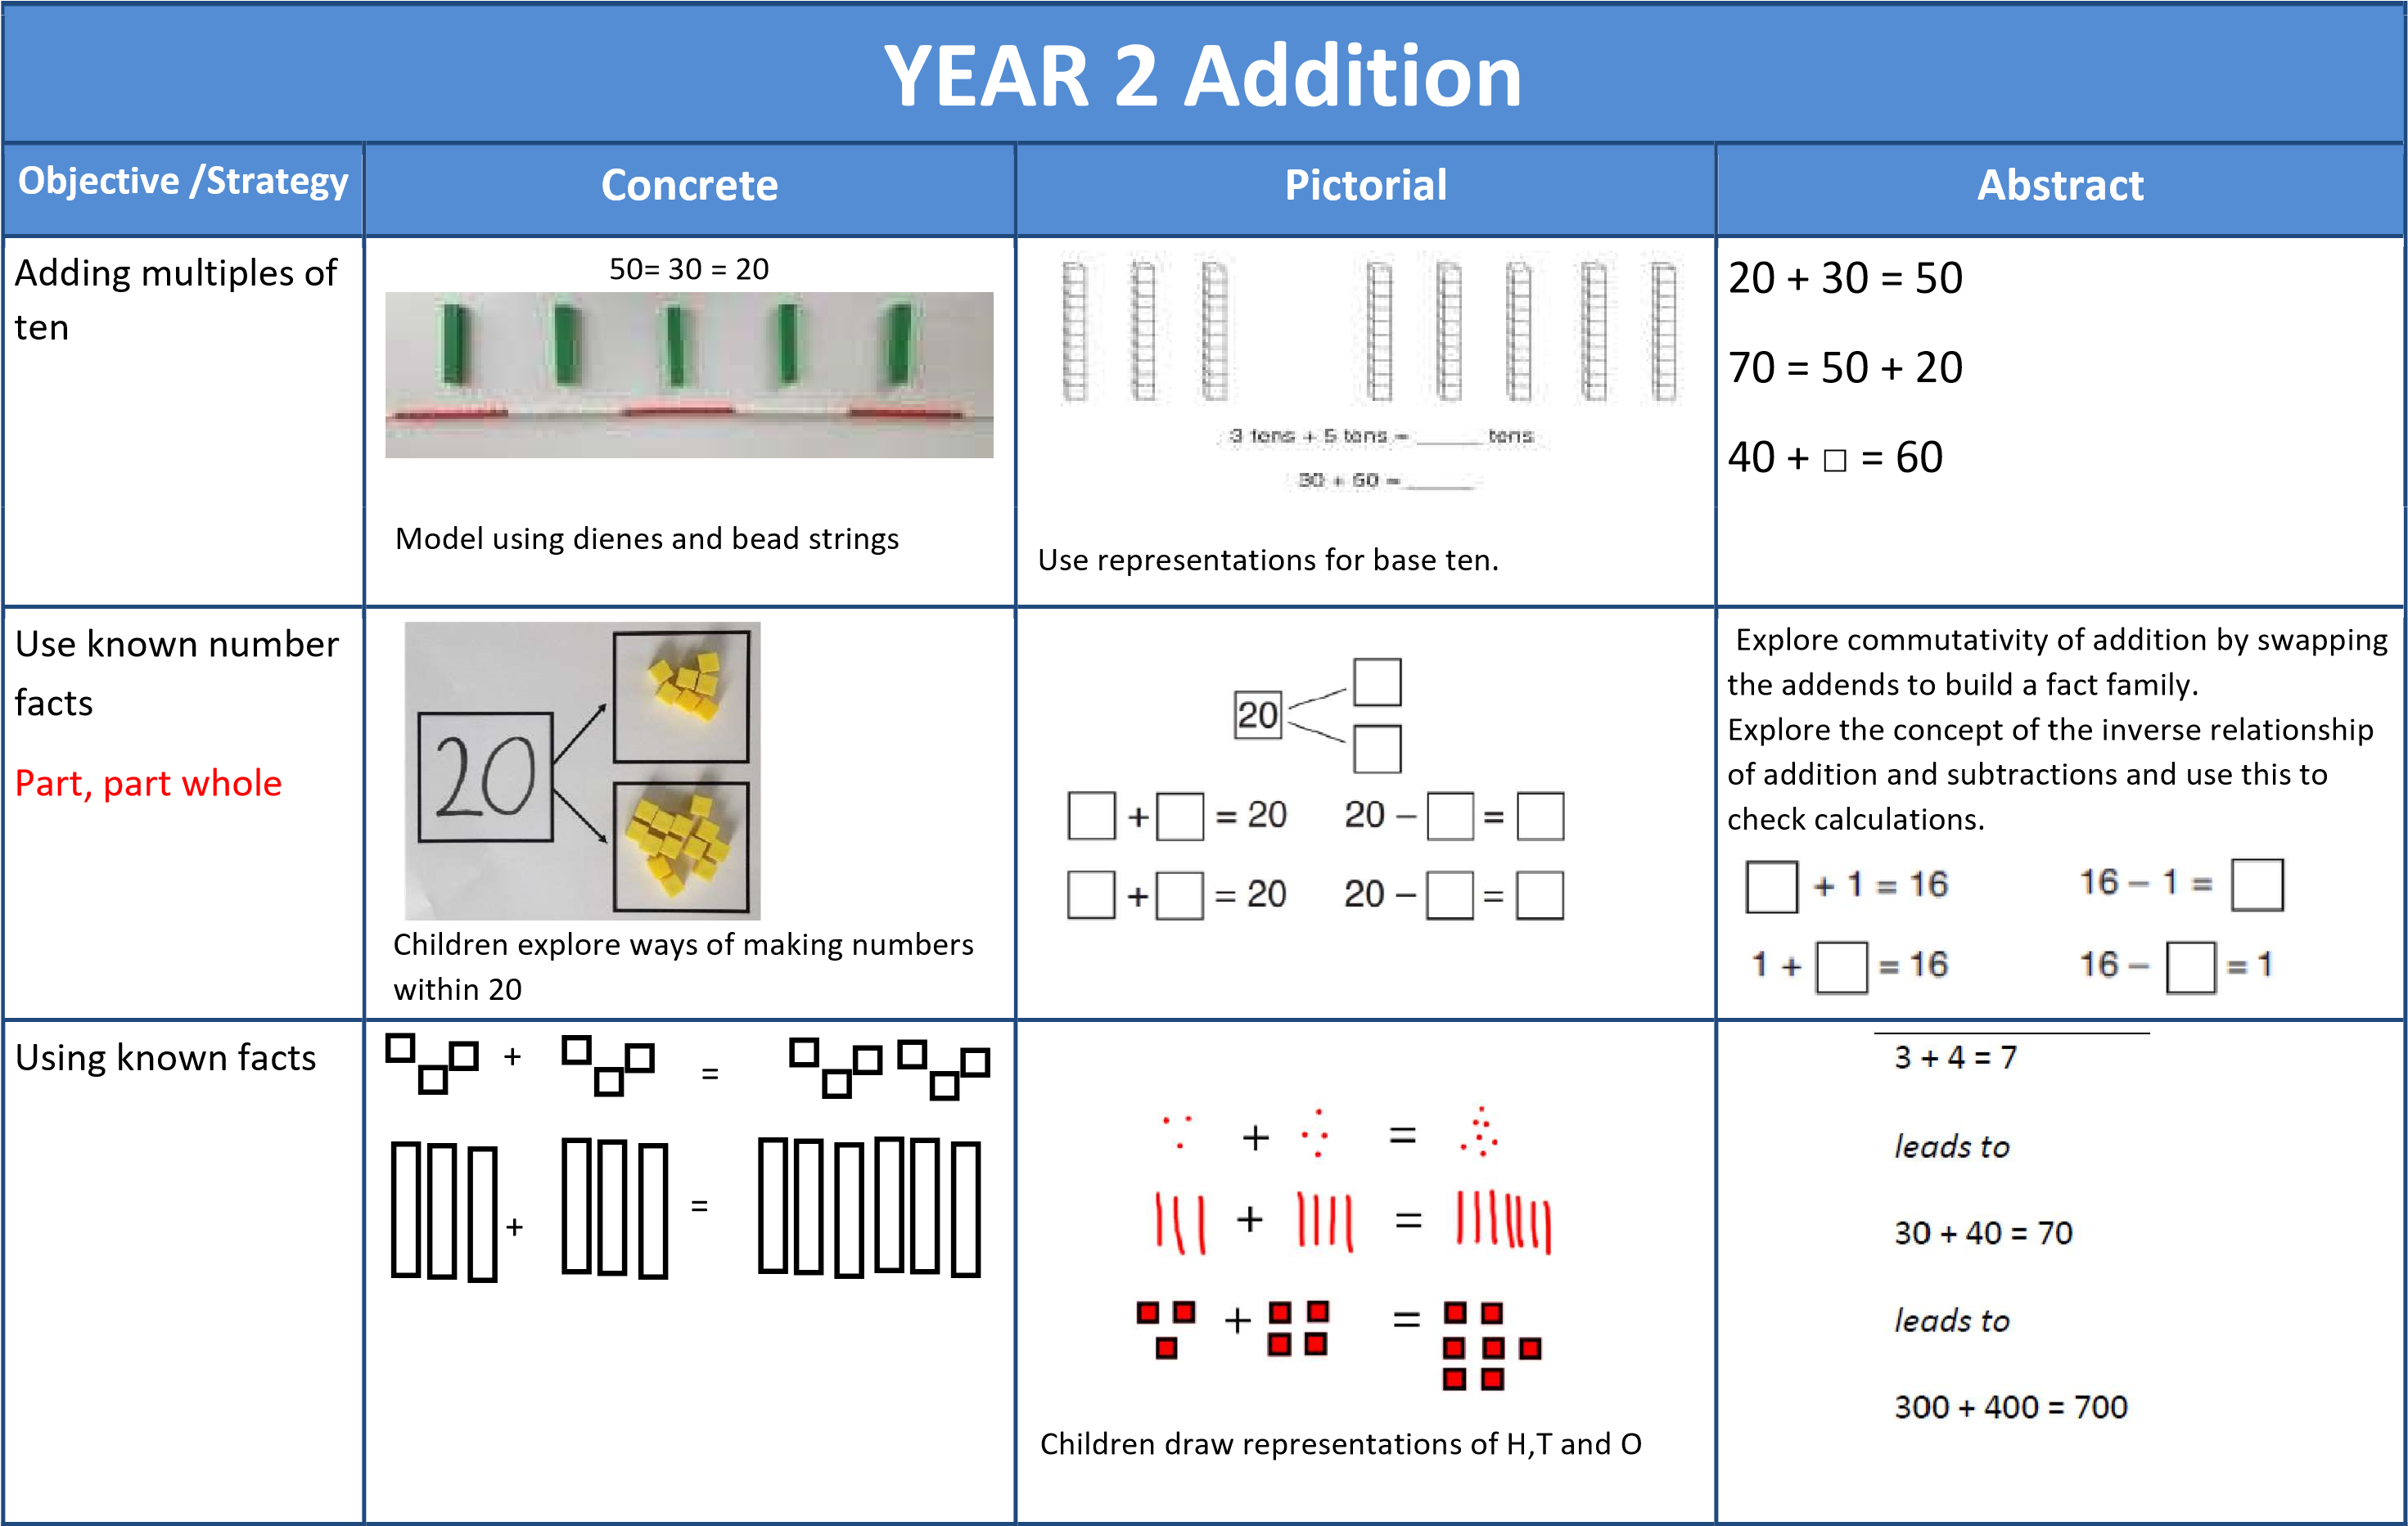 YEAR 2 Addition
Objective /Strategy
Concrete
Pictorial
Abstract
Adding multiples of
ten
50= 30 = 20
Model using dienes and bead strings
3 tens + 5 tens = ______ tens
30 + 50 = ______
Use representations for base ten.
20 + 30 = 50
70 = 50 + 20
40 + □ = 60
Use known number
facts
Part, part whole
20
Children explore ways of making numbers
within 20
20
□ + □ = 20 20 − □ = □
□ + □ = 20 20 − □ = □
Explore commutativity of addition by swapping
the addends to build a fact family.
Explore the concept of the inverse relationship
of addition and subtractions and use this to
check calculations.
□ + 1 = 16 16 − 1 = □
1 + □ = 16 16 − □ = 1
Using known facts
+ =
+ =
+ =
+ =
+ =
Children draw representations of H,T and O
3 + 4 = 7
leads to
30 + 40 = 70
leads to
300 + 400 = 700